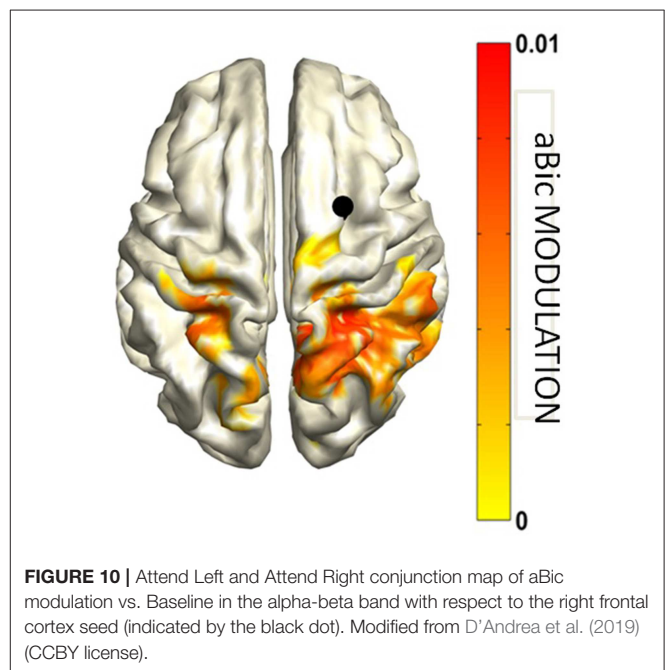 0.01
aBic MODULATION
0
FIGURE 10 | Attend Left and Attend Right conjunction map of aBic
modulation vs. Baseline in the alpha-beta band with respect to the right frontal
cortex seed (indicated by the black dot). Modified from D’Andrea et al. (2019)
(CCBY license).